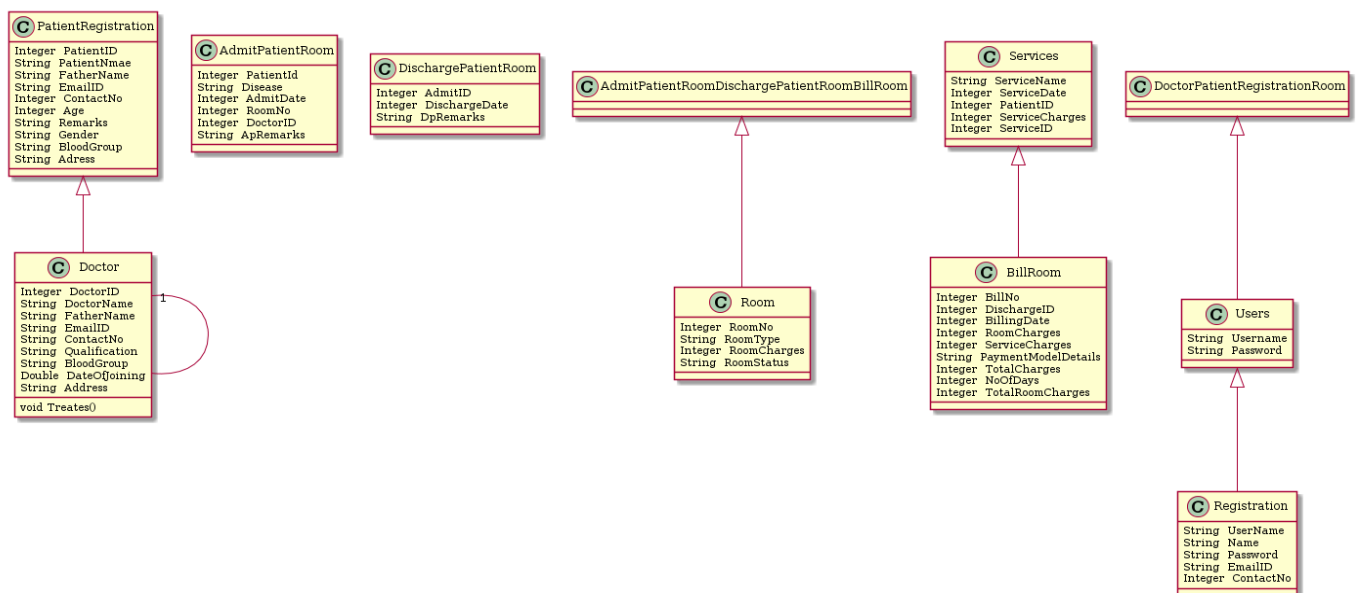 C PatientRegistration
Integer PatientID
String PatientNmae
String FatherName
String EmailID
Integer ContactNo
Integer Age
String Remarks
String Gender
String BloodGroup
String Adress
C AdmitPatientRoom
Integer PatientId
String Disease
Integer AdmitDate
Integer RoomNo
Integer DoctorID
String ApRemarks
C DischargePatientRoom
Integer AdmitID
Integer DischargeDate
String DpRemarks
C AdmitPatientRoomDischargePatientRoomBillRoom
C Services
String ServiceName
Integer ServiceDate
Integer PatientID
Integer ServiceCharges
Integer ServiceID
C DoctorPatientRegistrationRoom
C Doctor
Integer DoctorID
String DoctorName
String FatherName
String EmailID
String ContactNo
String Qualification
String BloodGroup
Double DateOfJoining
String Address
void Treates()
1
C Room
Integer RoomNo
String RoomType
Integer RoomCharges
String RoomStatus
C BillRoom
Integer BillNo
Integer DischargeID
Integer BillingDate
Integer RoomCharges
Integer ServiceCharges
String PaymentModelDetails
Integer TotalCharges
Integer NoOfDays
Integer TotalRoomCharges
C Users
String Username
String Password
C Registration
String UserName
String Name
String Password
String EmailID
Integer ContactNo